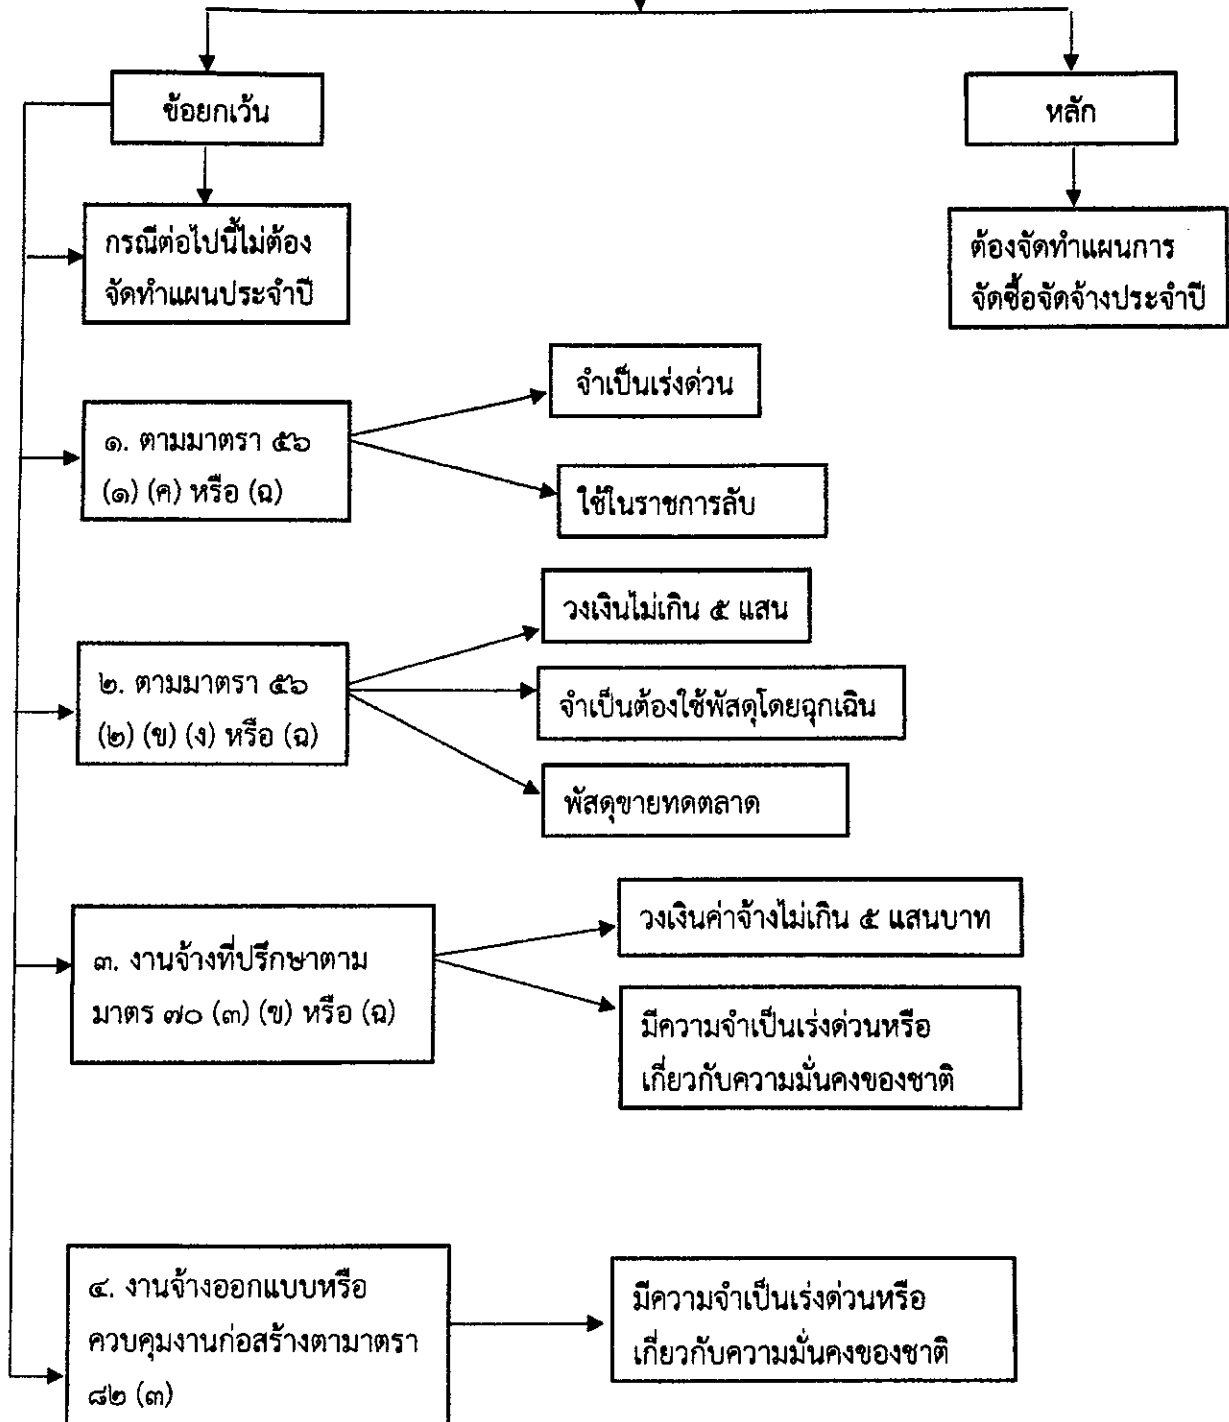 ข้อยกเว้น
หลัก
กรณีต่อไปนี้ไม่ต้อง
จัดทำแผนประจำปี
ต้องจัดทำแผนการ
จัดซื้อจัดจ้างประจำปี
๑. ตามมาตรา ๕๖
(๑) (ค) หรือ (ฉ)
จำเป็นเร่งด่วน
ใช้ในราชการลับ
๒. ตามมาตรา ๕๖
(๒) (ข) (ง) หรือ (ฉ)
วงเงินไม่เกิน ๕ แสน
จำเป็นต้องใช้พัสดุโดยฉุกเฉิน
พัสดุขายทดตลาด
๓. งานจ้างที่ปรึกษาตาม
มาตร ๗๐ (๓) (ข) หรือ (ฉ)
วงเงินค่าจ้างไม่เกิน ๕ แสนบาท
มีความจำเป็นเร่งด่วนหรือ
เกี่ยวกับความมั่นคงของชาติ
๔. งานจ้างออกแบบหรือ
ควบคุมงานก่อสร้างตามาตรา
๘๒ (๓)
มีความจำเป็นเร่งด่วนหรือ
เกี่ยวกับความมั่นคงของชาติ